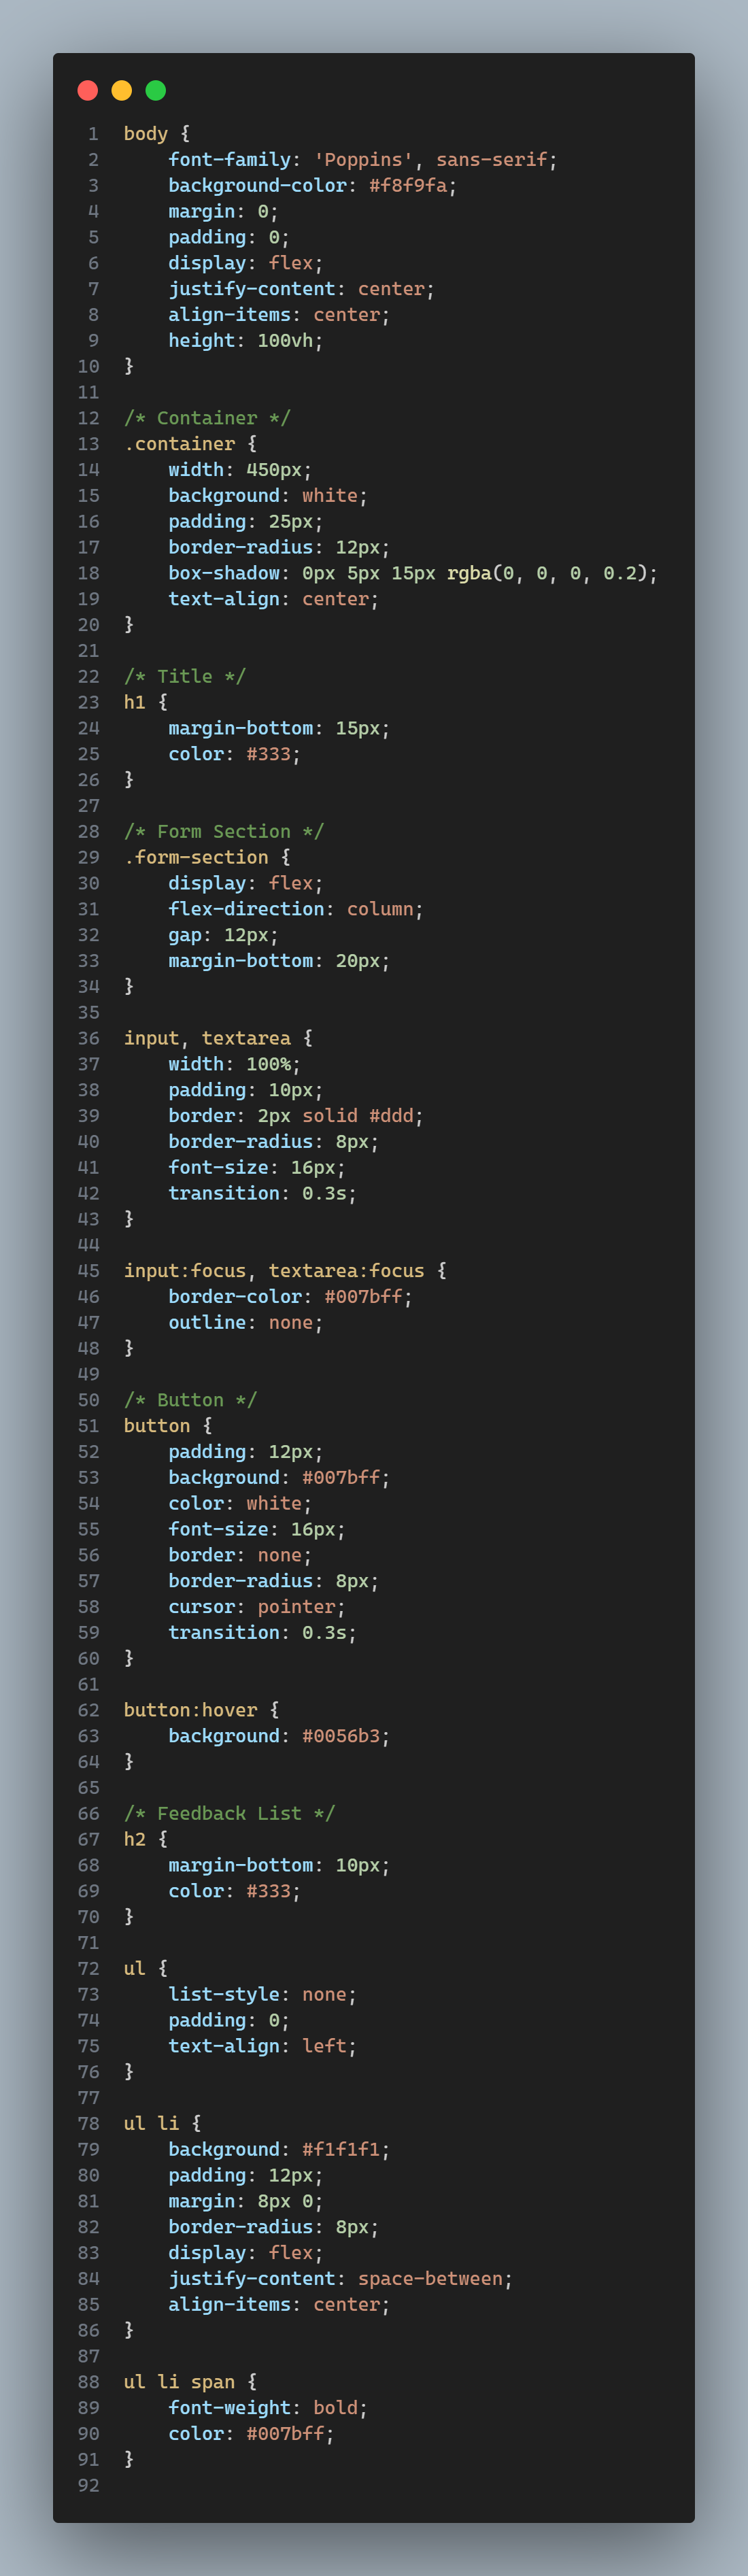 1 body {
2     font-family: 'Poppins', sans-serif;
3     background-color: #f8f9fa;
4     margin: 0;
5     padding: 0;
6     display: flex;
7     justify-content: center;
8     align-items: center;
9     height: 100vh;
10 }
11
12 /* Container */
13 .container {
14     width: 450px;
15     background: white;
16     padding: 25px;
17     border-radius: 12px;
18     box-shadow: 0px 5px 15px rgba(0, 0, 0, 0.2);
19     text-align: center;
20 }
21
22 /* Title */
23 h1 {
24     margin-bottom: 15px;
25     color: #333;
26 }
27
28 /* Form Section */
29 .form-section {
30     display: flex;
31     flex-direction: column;
32     gap: 12px;
33     margin-bottom: 20px;
34 }
35
36 input, textarea {
37     width: 100%;
38     padding: 10px;
39     border: 2px solid #ddd;
40     border-radius: 8px;
41     font-size: 16px;
42     transition: 0.3s;
43 }
44
45 input:focus, textarea:focus {
46     border-color: #007bff;
47     outline: none;
48 }
49
50 /* Button */
51 button {
52     padding: 12px;
53     background: #007bff;
54     color: white;
55     font-size: 16px;
56     border: none;
57     border-radius: 8px;
58     cursor: pointer;
59     transition: 0.3s;
60 }
61
62 button:hover {
63     background: #0056b3;
64 }
65
66 /* Feedback List */
67 h2 {
68     margin-bottom: 10px;
69     color: #333;
70 }
71
72 ul {
73     list-style: none;
74     padding: 0;
75     text-align: left;
76 }
77
78 ul li {
79     background: #f1f1f1;
80     padding: 12px;
81     margin: 8px 0;
82     border-radius: 8px;
83     display: flex;
84     justify-content: space-between;
85     align-items: center;
86 }
87
88 ul li span {
89     font-weight: bold;
90     color: #007bff;
91 }
92